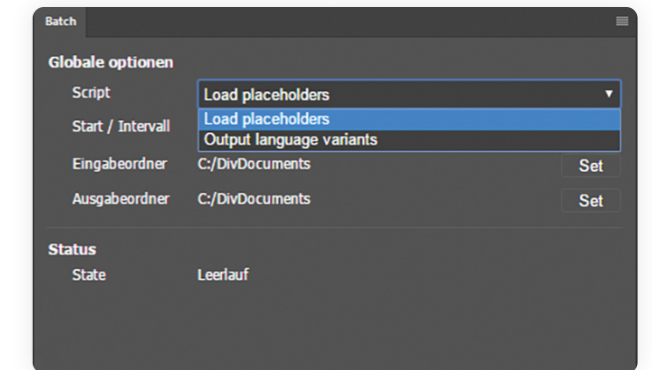 Batch
Globale optionen
Script Load placeholders
Load placeholders
Start / Intervall
Output language variants
Eingabeordner C:/DivDocuments Set
Ausgabeordner C:/DivDocuments Set
Status
State Leerlauf